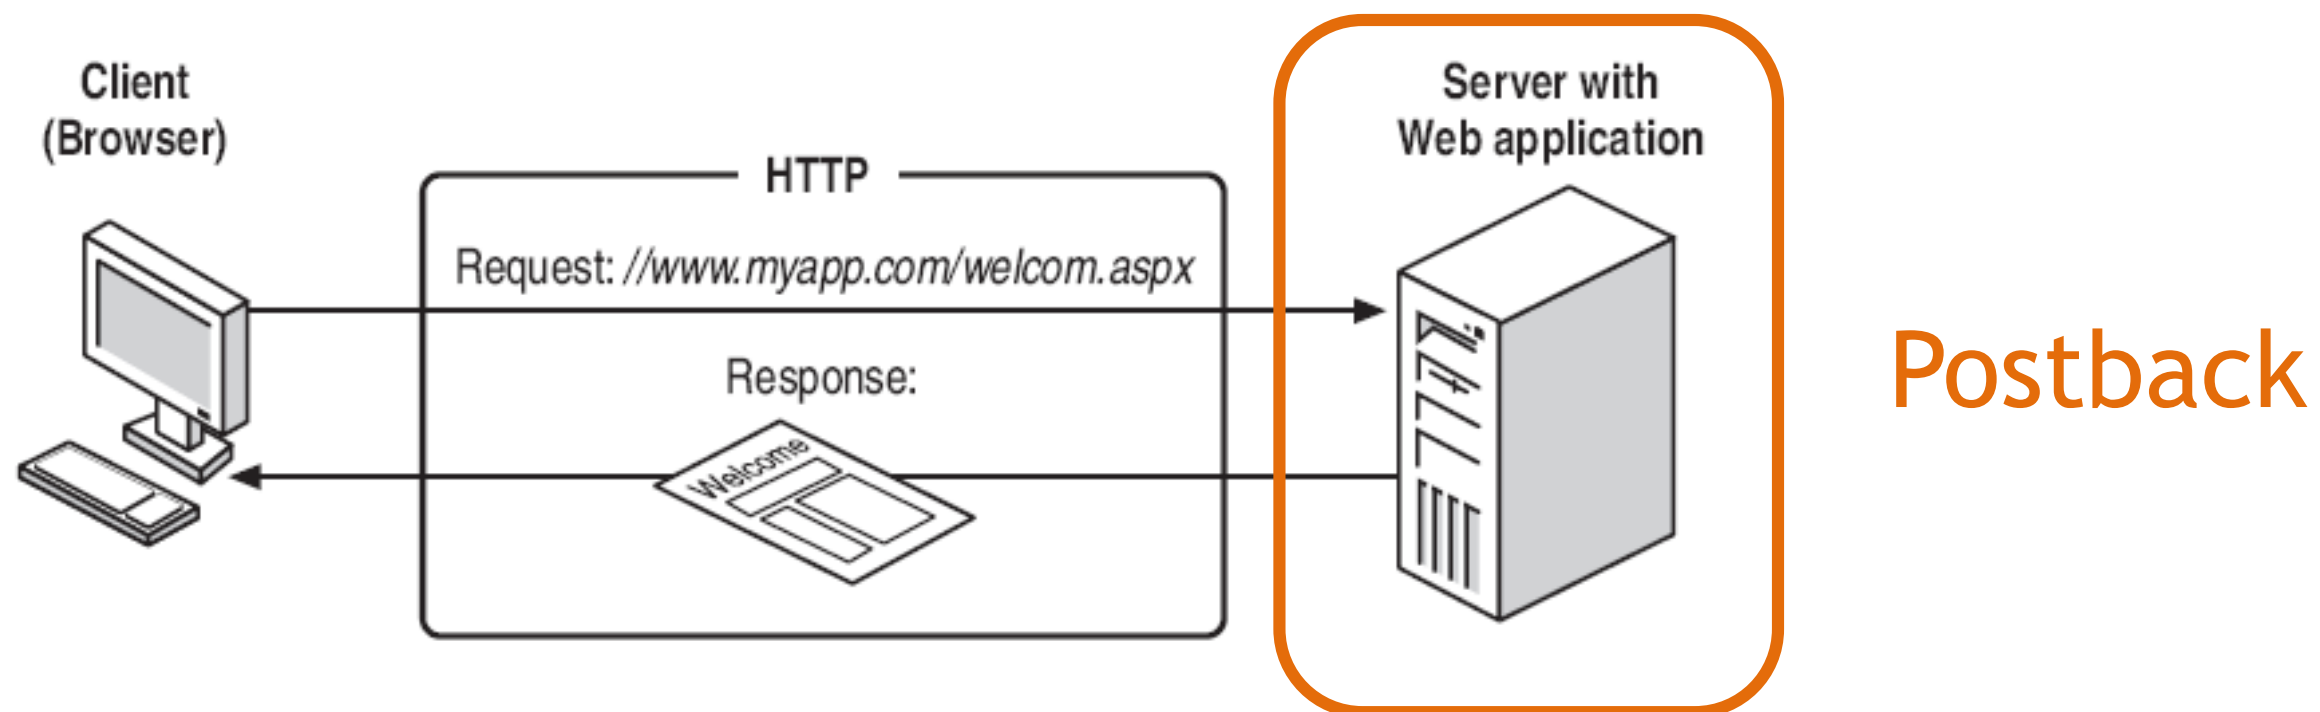 Client
(Browser)
Server with
Web application
HTTP
Request: //www.myapp.com/welcom.aspx
Response:
Welcome
Postback